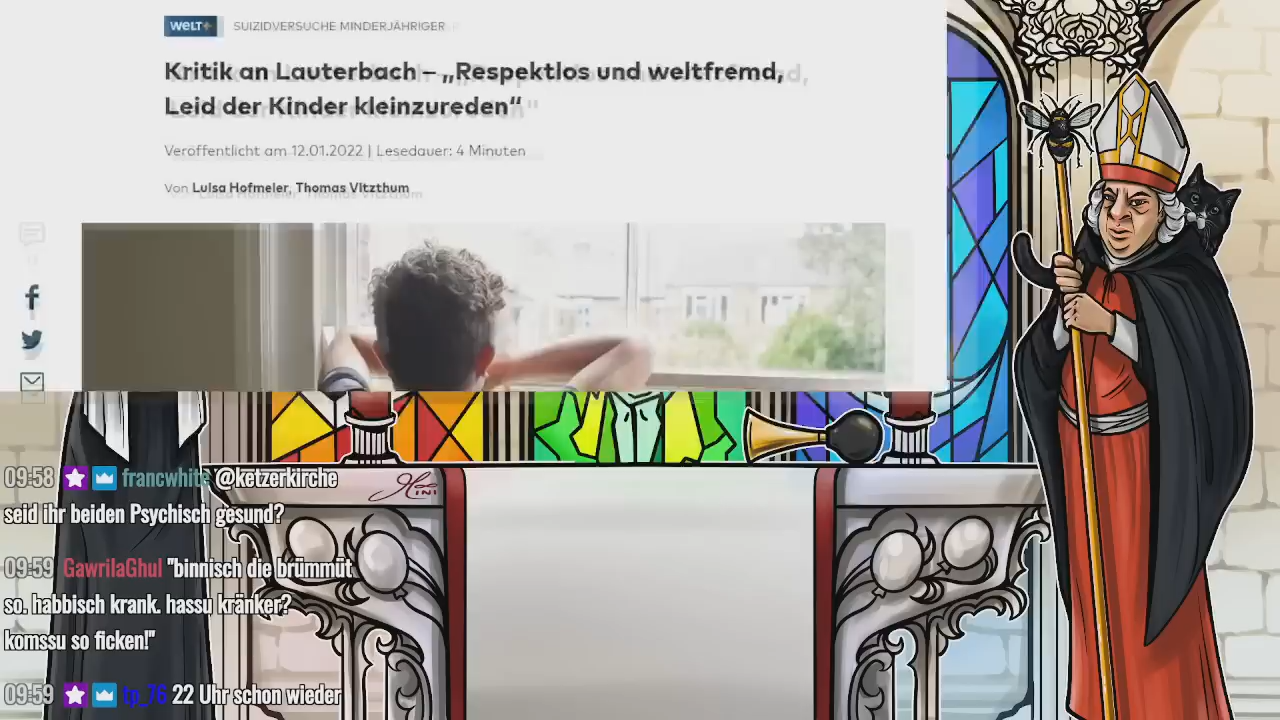 WELT+ SUIZIDVERSUCHE MINDERJÄHRIGER
Kritik an Lauterbach – „Respektlos und weltfremd,
Leid der Kinder kleinzureden“
Veröffentlicht am 12.01.2022 | Lesedauer: 4 Minuten
Von Luisa Hofmeier, Thomas Vitzthum
09:58 francwhite @ketzerkirche
seid ihr beiden Psychisch gesund?
09:59 GawrilaGhul "binnisch die brümmüt
so. habbisch krank. hassu kränker?
komssu so ficken!"
09:59 tp_76 22 Uhr schon wieder